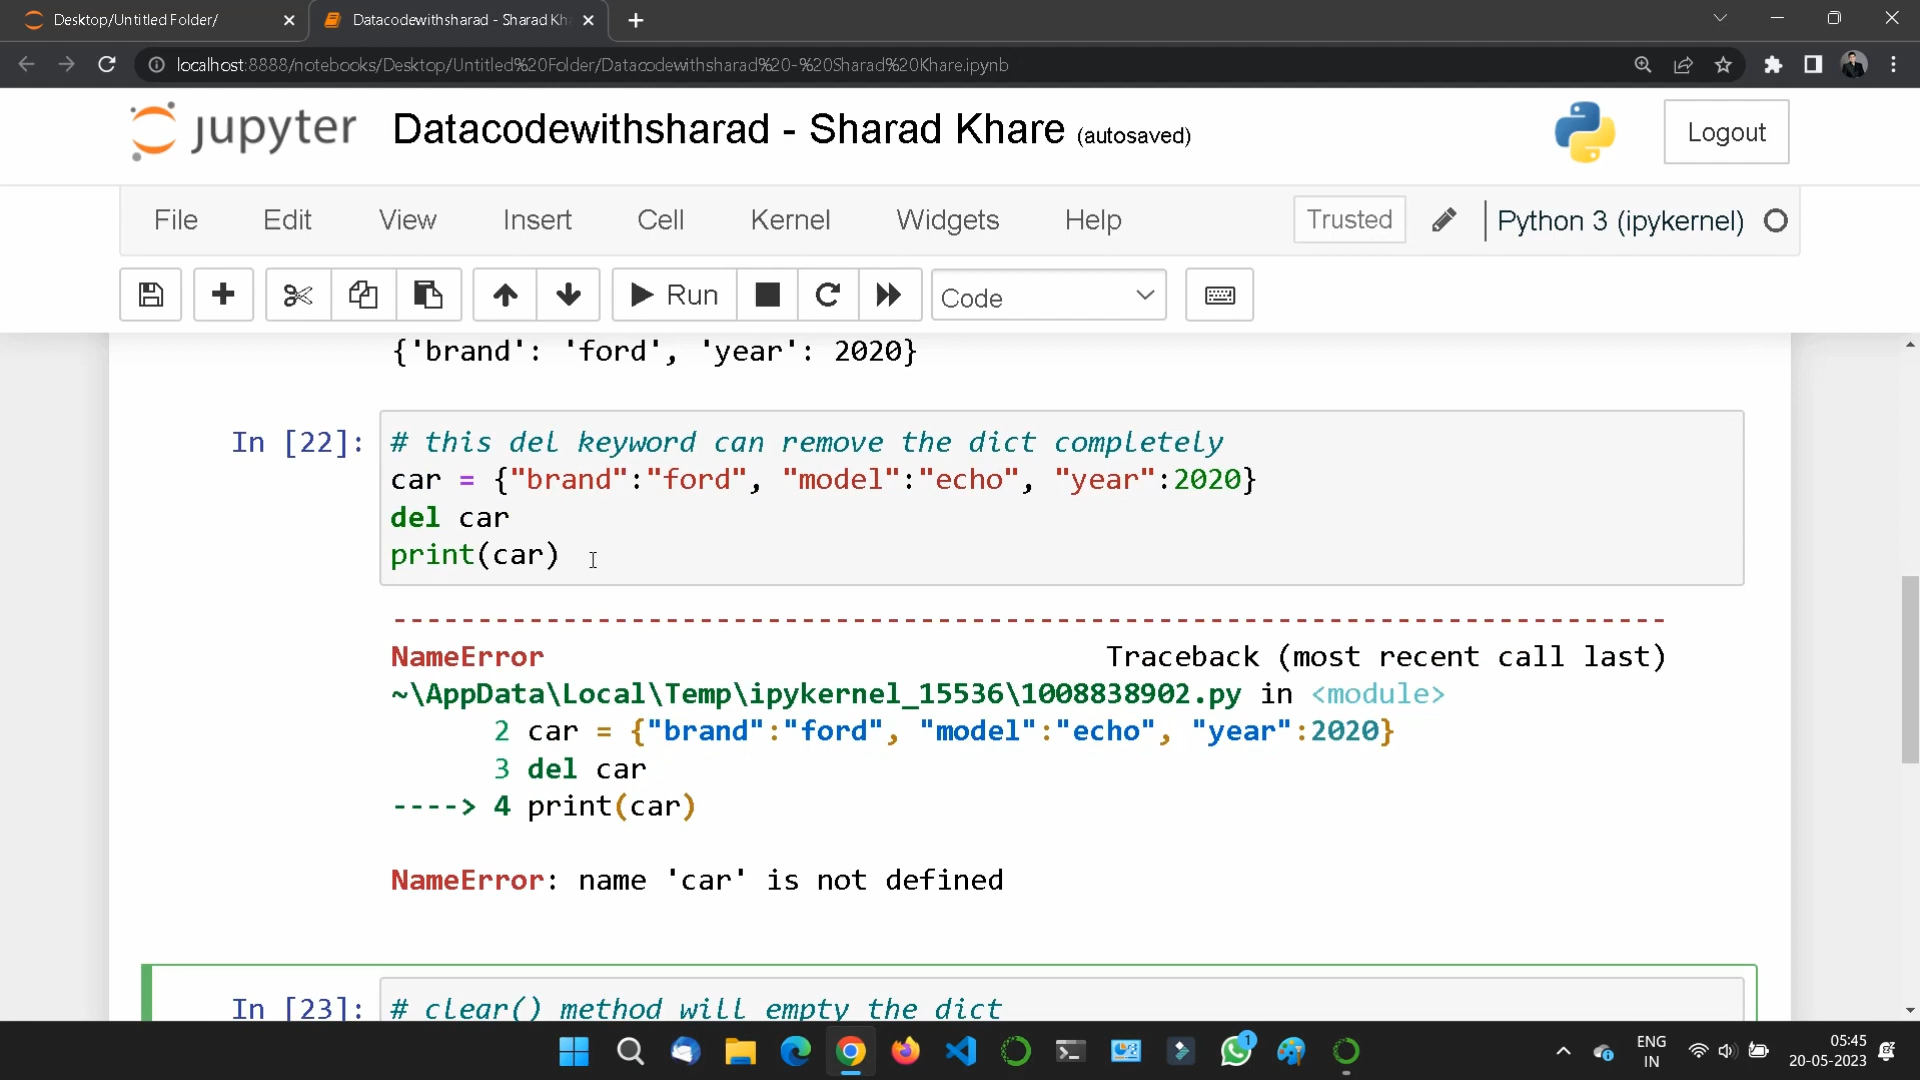 Desktop/Untitled Folder/
Datacodewithsharad - Sharad Kh
localhost:8888/notebooks/Desktop/Untitled%20Folder/Datacodewithsharad%20-%20Sharad%20Khare.ipynb
jupyter Datacodewithsharad - Sharad Khare (autosaved) Logout
File Edit View Insert Cell Kernel Widgets Help Trusted Python 3 (ipykernel)
Run Code
{'brand': 'ford', 'year': 2020}
In [22]: # this del keyword can remove the dict completely
car = {"brand":"ford", "model":"echo", "year":2020}
del car
print(car)
---------------------------------------------------------------------------
NameError Traceback (most recent call last)
~\AppData\Local\Temp\ipykernel_15536\1008838902.py in <module>
2 car = {"brand":"ford", "model":"echo", "year":2020}
3 del car
----> 4 print(car)
NameError: name 'car' is not defined
In [23]: # clear() method will empty the dict
1
ENG
IN
05:45
20-05-2023